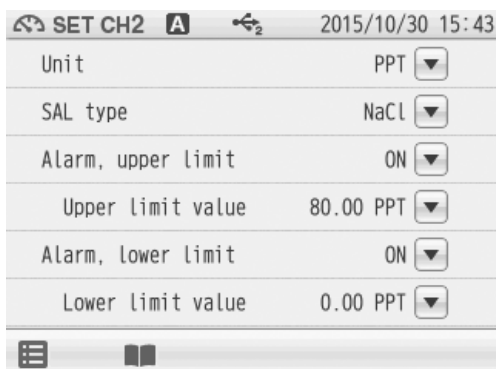 SET CH2 A 2 2015/10/30 15:43
Unit PPT
SAL type NaCl
Alarm, upper limit ON
Upper limit value 80.00 PPT
Alarm, lower limit ON
Lower limit value 0.00 PPT